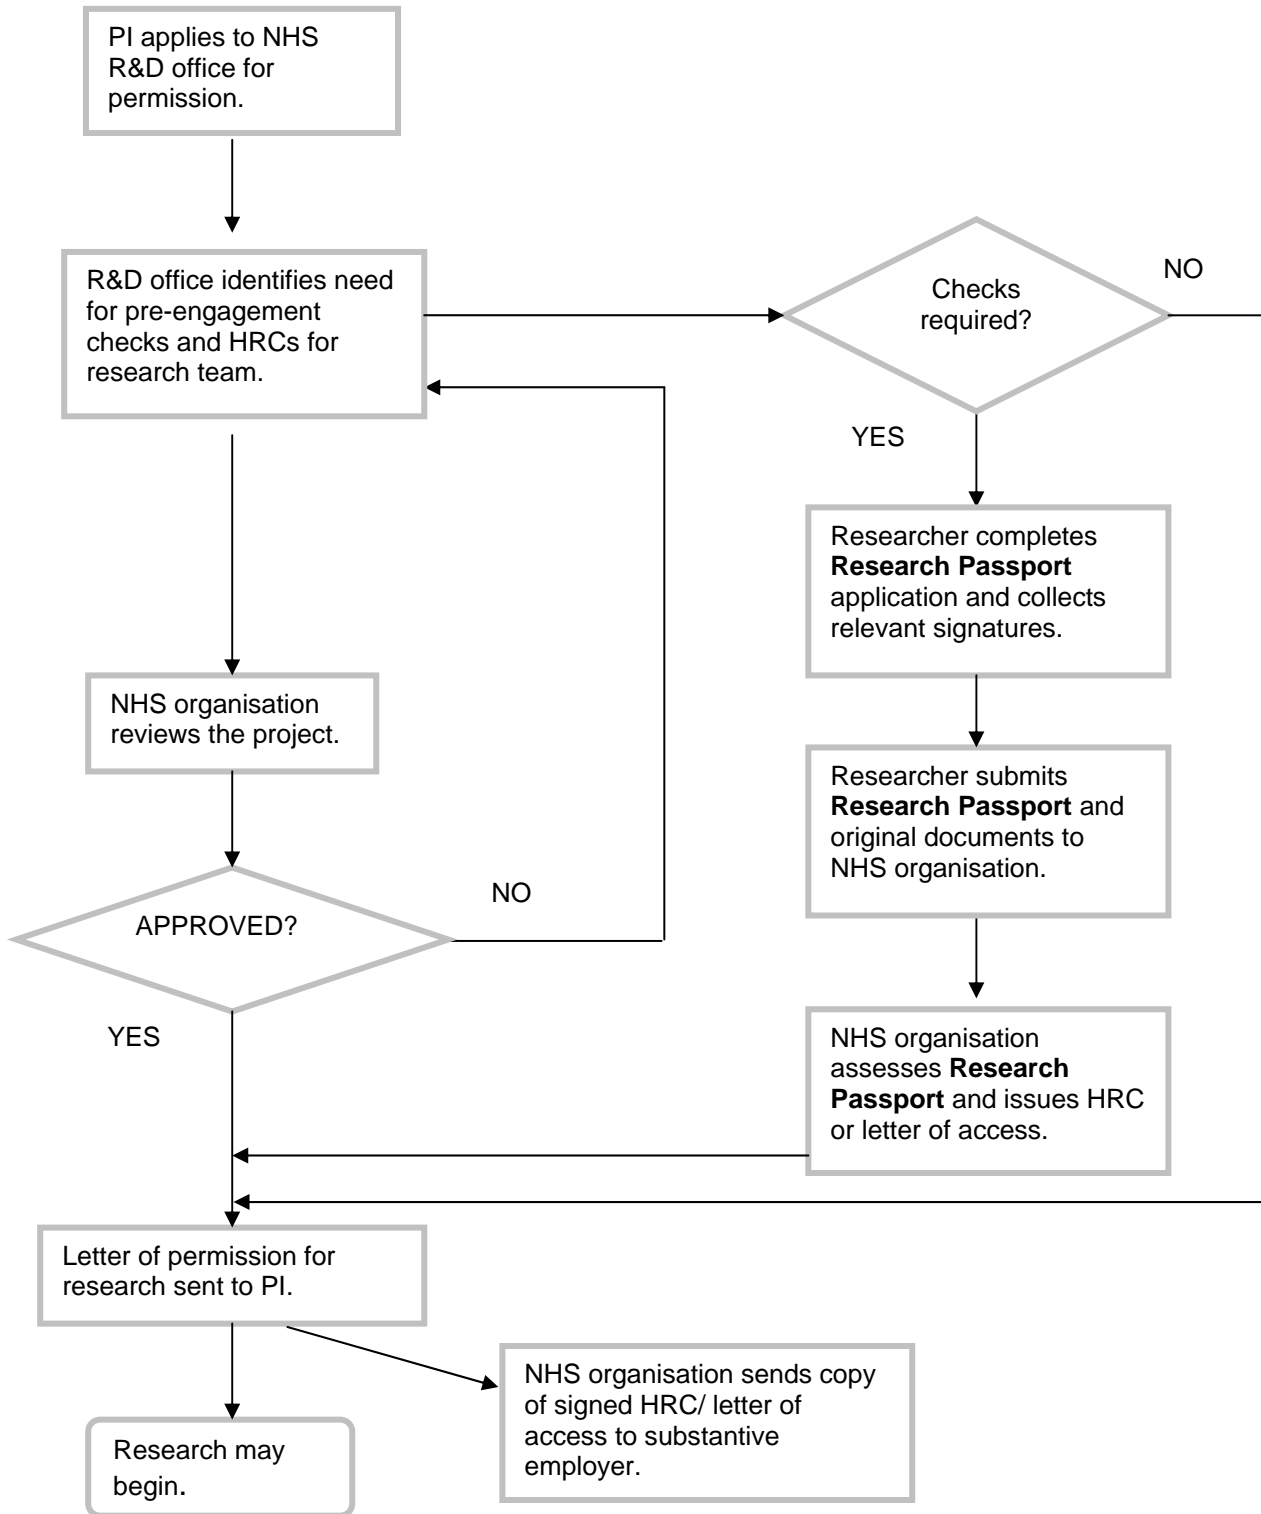 PI applies to NHS
R&D office for
permission.
R&D office identifies need
for pre-engagement
checks and HRCs for
research team.
Checks
required?
NO
YES
Researcher completes
Research Passport
application and collects
relevant signatures.
NHS organisation
reviews the project.
Researcher submits
Research Passport and
original documents to
NHS organisation.
APPROVED?
NO
YES
NHS organisation
assesses Research
Passport and issues HRC
or letter of access.
Letter of permission for
research sent to PI.
NHS organisation sends copy
of signed HRC/ letter of
access to substantive
employer.
Research may
begin.